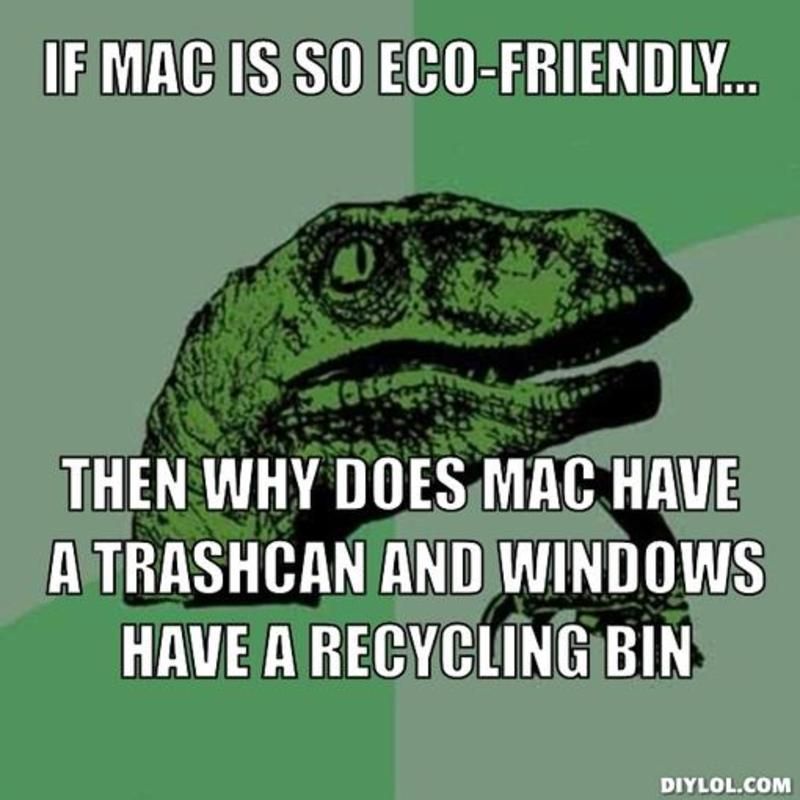 IF MAC IS SO ECO-FRIENDLY...
THEN WHY DOES MAC HAVE
A TRASHCAN AND WINDOWS
HAVE A RECYCLING BIN
DIYLOL.COM